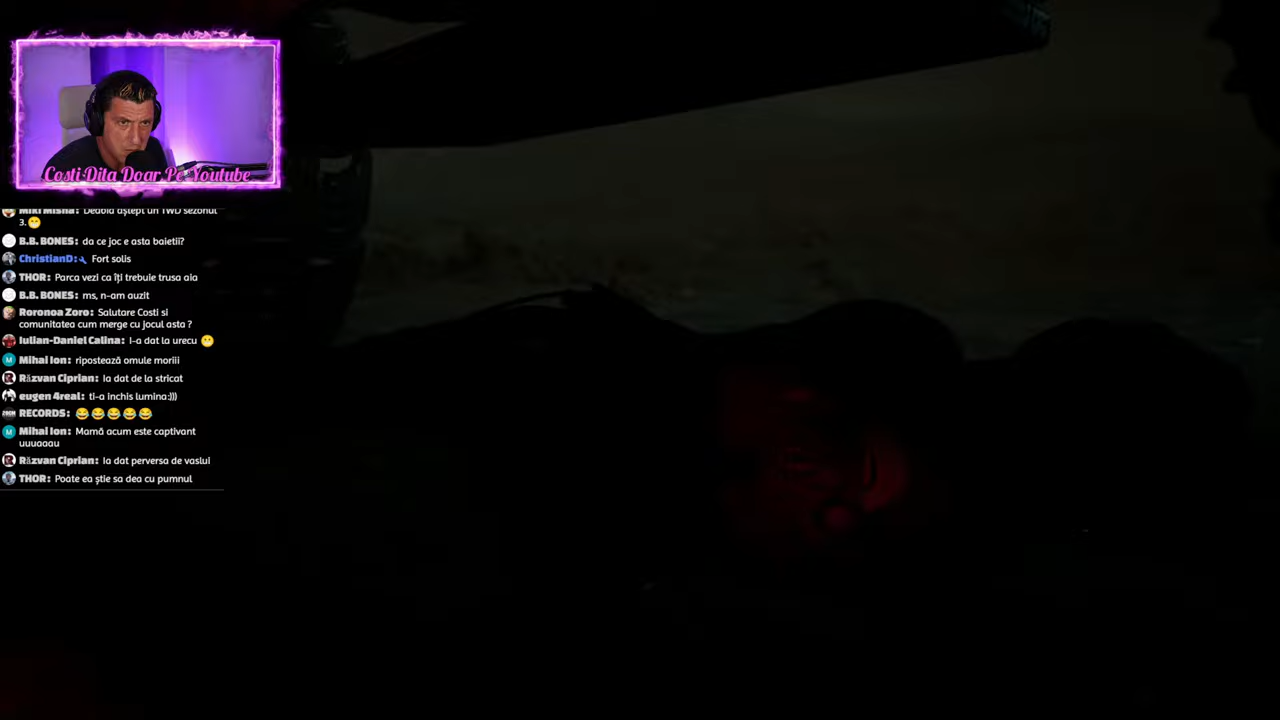 Costi Dita Doar Pe Youtube
Miki Misha: Deabia aștept un TWD sezonul
3.😁
B.B. BONES: da ce joc e asta baietii?
ChristianD: Fort solis
THOR: Parca vezi ca îți trebuie trusa aia
B.B. BONES: ms, n-am auzit
Roronoa Zoro: Salutare Costi si
comunitatea cum merge cu jocul asta ?
Iulian-Daniel Calina: I-a dat la urecu 😬
M Mihai Ion: ripostează omule moriii
Răzvan Ciprian: Ia dat de la stricat
eugen 4real: ti-a inchis lumina:)))
RECORDS: 😂😂😂😂😂
M Mihai Ion: Mamă acum este captivant
uuuaaau
Răzvan Ciprian: Ia dat perversa de vaslui
THOR: Poate ea știe sa dea cu pumnul